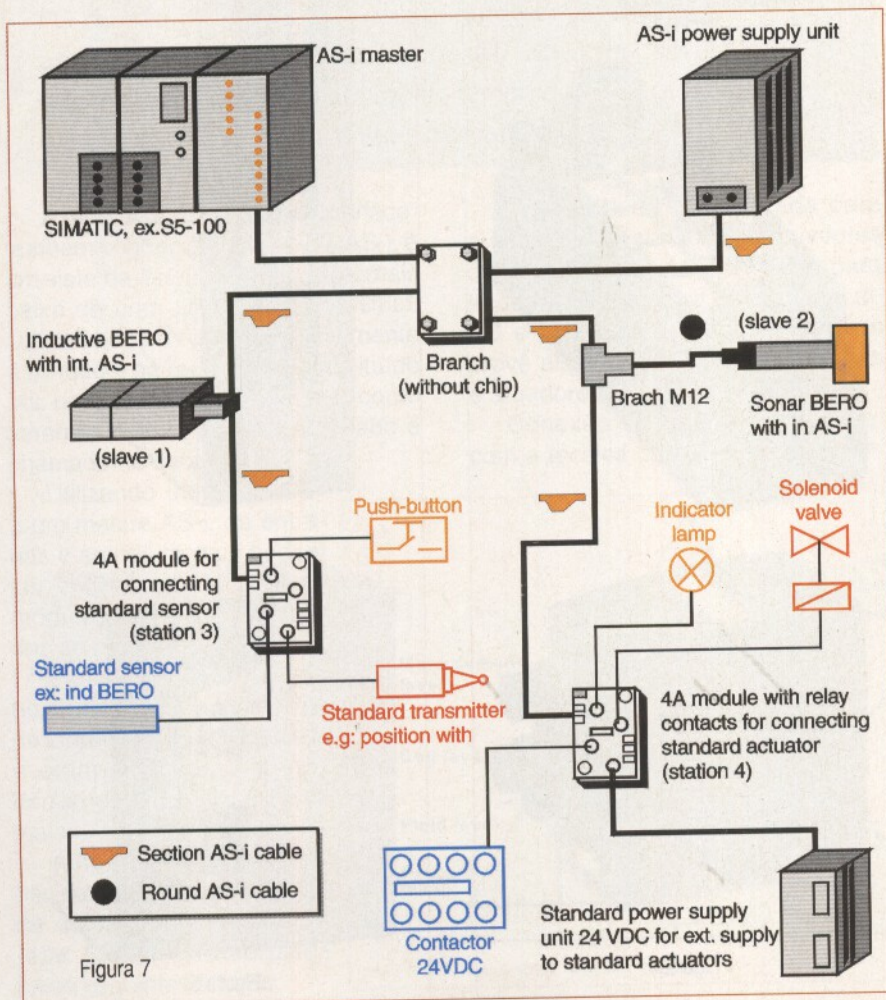 AS-i master
AS-i power supply unit
SIMATIC, ex.S5-100
Inductive BERO
with int. AS-i
(slave 1)
Branch
(without chip)
(slave 2)
Brach M12
Sonar BERO
with in AS-i
Push-button
Indicator
lamp
Solenoid
valve
4A module for
connecting
standard sensor
(station 3)
Standard sensor
ex: ind BERO
Standard transmitter
e.g: position with
4A module with relay
contacts for connecting
standard actuator
(station 4)
Section AS-i cable
Round AS-i cable
Contactor
24VDC
Standard power supply
unit 24 VDC for ext. supply
to standard actuators
Figura 7